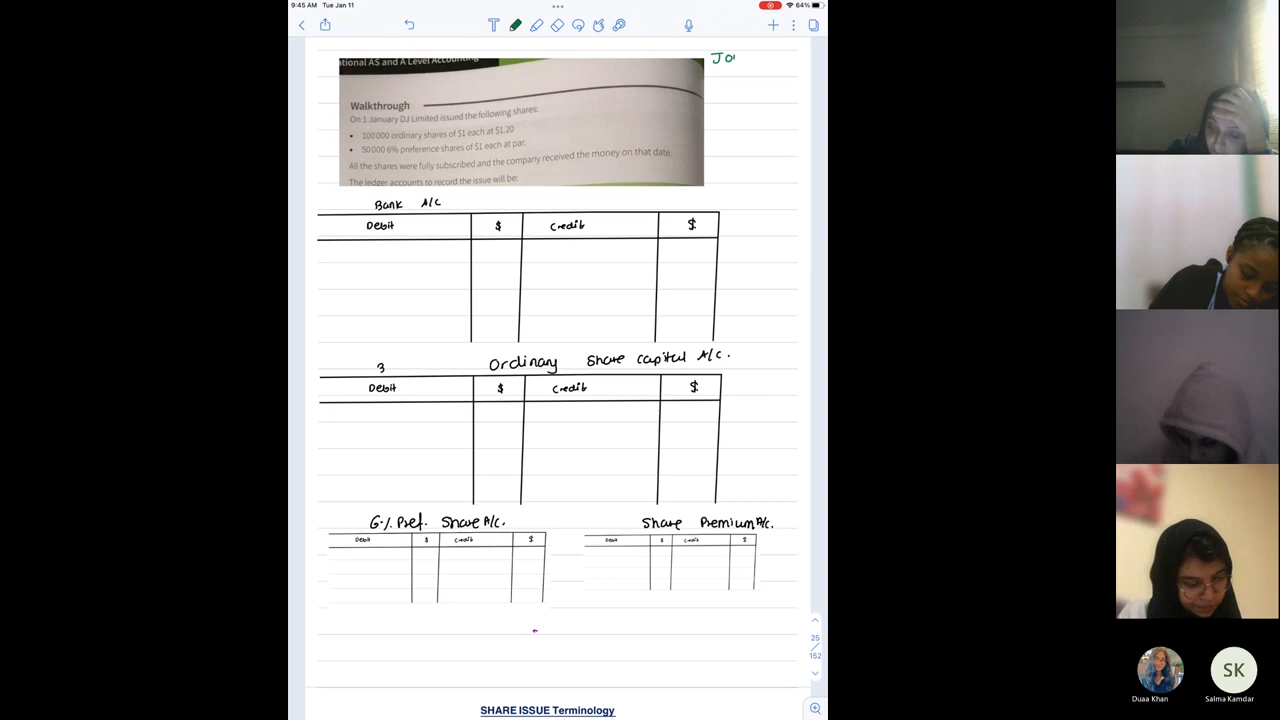 9:45 AM Tue Jan 11
64%
ational AS and A Level Accounting
Jo
Walkthrough
On 1 January DJ Limited issued the following shares:
• 100000 ordinary shares of $1 each at $1.20
• 50000 6% preference shares of $1 each at par.
All the shares were fully subscribed and the company received the money on that date.
The ledger accounts to record the issue will be:
Bank A/C
Debit $ Credit $
3 Ordinary Share Capital A/C.
Debit $ Credit $
6% Pref. Share A/C. Share Premium A/C.
Debit $ Credit $ Debit $ Credit $
25
152
SHARE ISSUE Terminology
SK
Duaa Khan Salma Kamdar